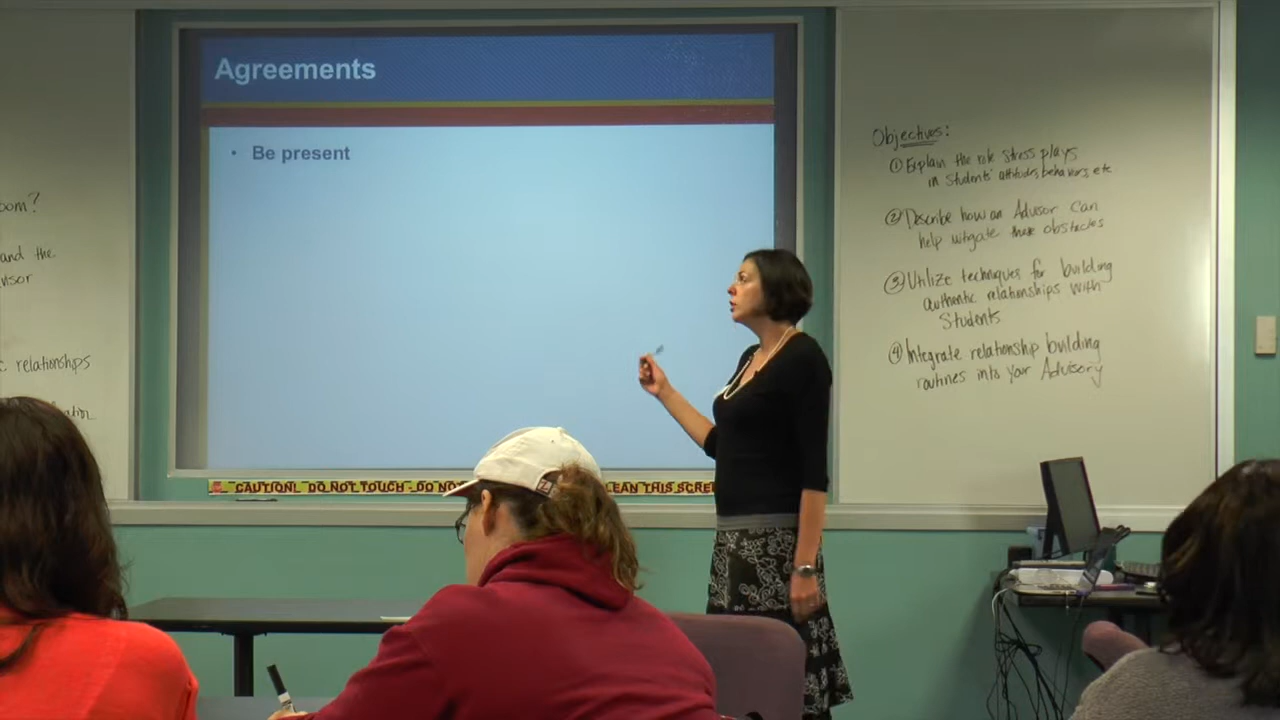 Agreements
• Be present
oom?
and the
visor
relationships
CAUTION! DO NOT TOUCH - DO NO
EAN THIS SCRE
Objectives:
① Explain the role stress plays
in students' attitudes, behaviors, etc
② Describe how an Advisor can
help mitigate these obstacles
③ Utilize techniques for building
authentic relationships with
Students.
④ Integrate relationship building
routines into your Advisory